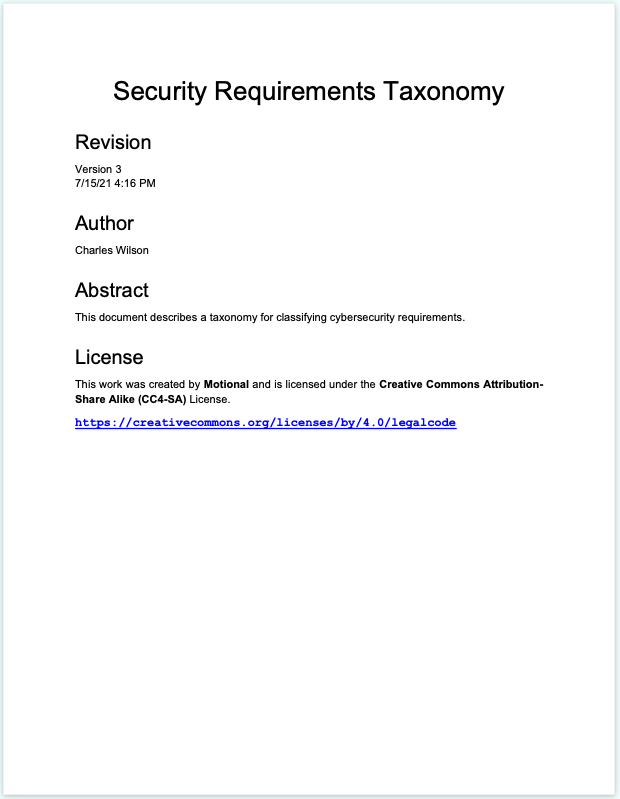 Security Requirements Taxonomy
Revision
Version 3
7/15/21 4:16 PM
Author
Charles Wilson
Abstract
This document describes a taxonomy for classifying cybersecurity requirements.
License
This work was created by Motional and is licensed under the Creative Commons Attribution-
Share Alike (CC4-SA) License.
https://creativecommons.org/licenses/by/4.0/legalcode